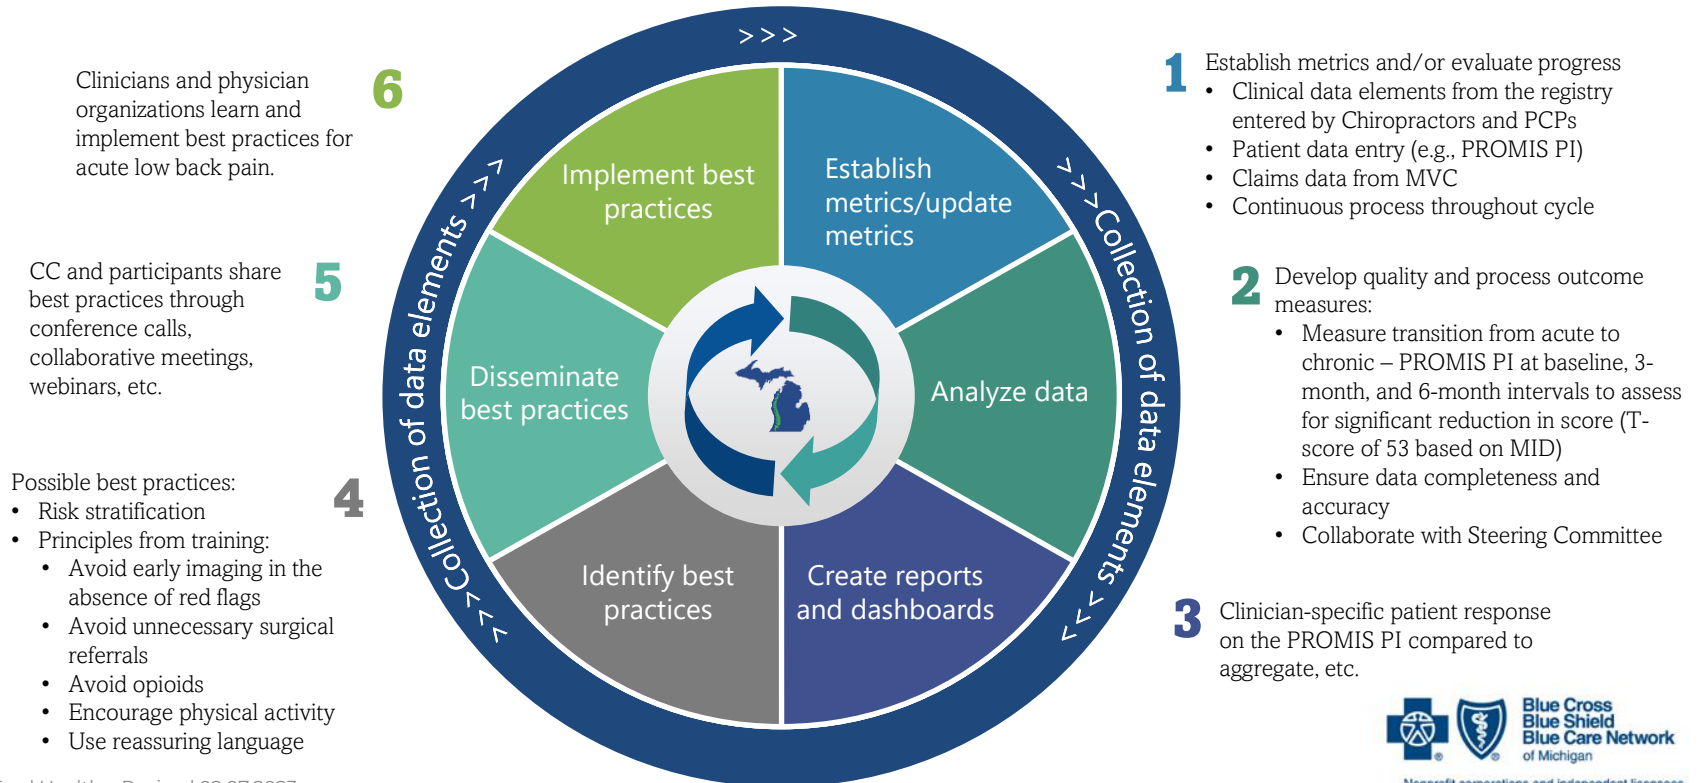 >>>
1
Establish metrics and/or evaluate progress
• Clinical data elements from the registry
entered by Chiropractors and PCPs
• Patient data entry (e.g., PROMIS PI)
• Claims data from MVC
• Continuous process throughout cycle
2
Develop quality and process outcome
measures:
• Measure transition from acute to
chronic – PROMIS PI at baseline, 3-
month, and 6-month intervals to assess
for significant reduction in score (T-
score of 53 based on MID)
• Ensure data completeness and
accuracy
• Collaborate with Steering Committee
3
Clinician-specific patient response
on the PROMIS PI compared to
aggregate, etc.
4
Possible best practices:
• Risk stratification
• Principles from training:
• Avoid early imaging in the
absence of red flags
• Avoid unnecessary surgical
referrals
• Avoid opioids
• Encourage physical activity
• Use reassuring language
5
CC and participants share
best practices through
conference calls,
collaborative meetings,
webinars, etc.
6
Clinicians and physician
organizations learn and
implement best practices for
acute low back pain.
Establish
metrics/update
metrics
Analyze data
Create reports
and dashboards
Identify best
practices
Disseminate
best practices
Implement best
practices
>>>Collection of data elements >>>
>>>Collection of data elements >>>
Blue Cross
Blue Shield
Blue Care Network
of Michigan